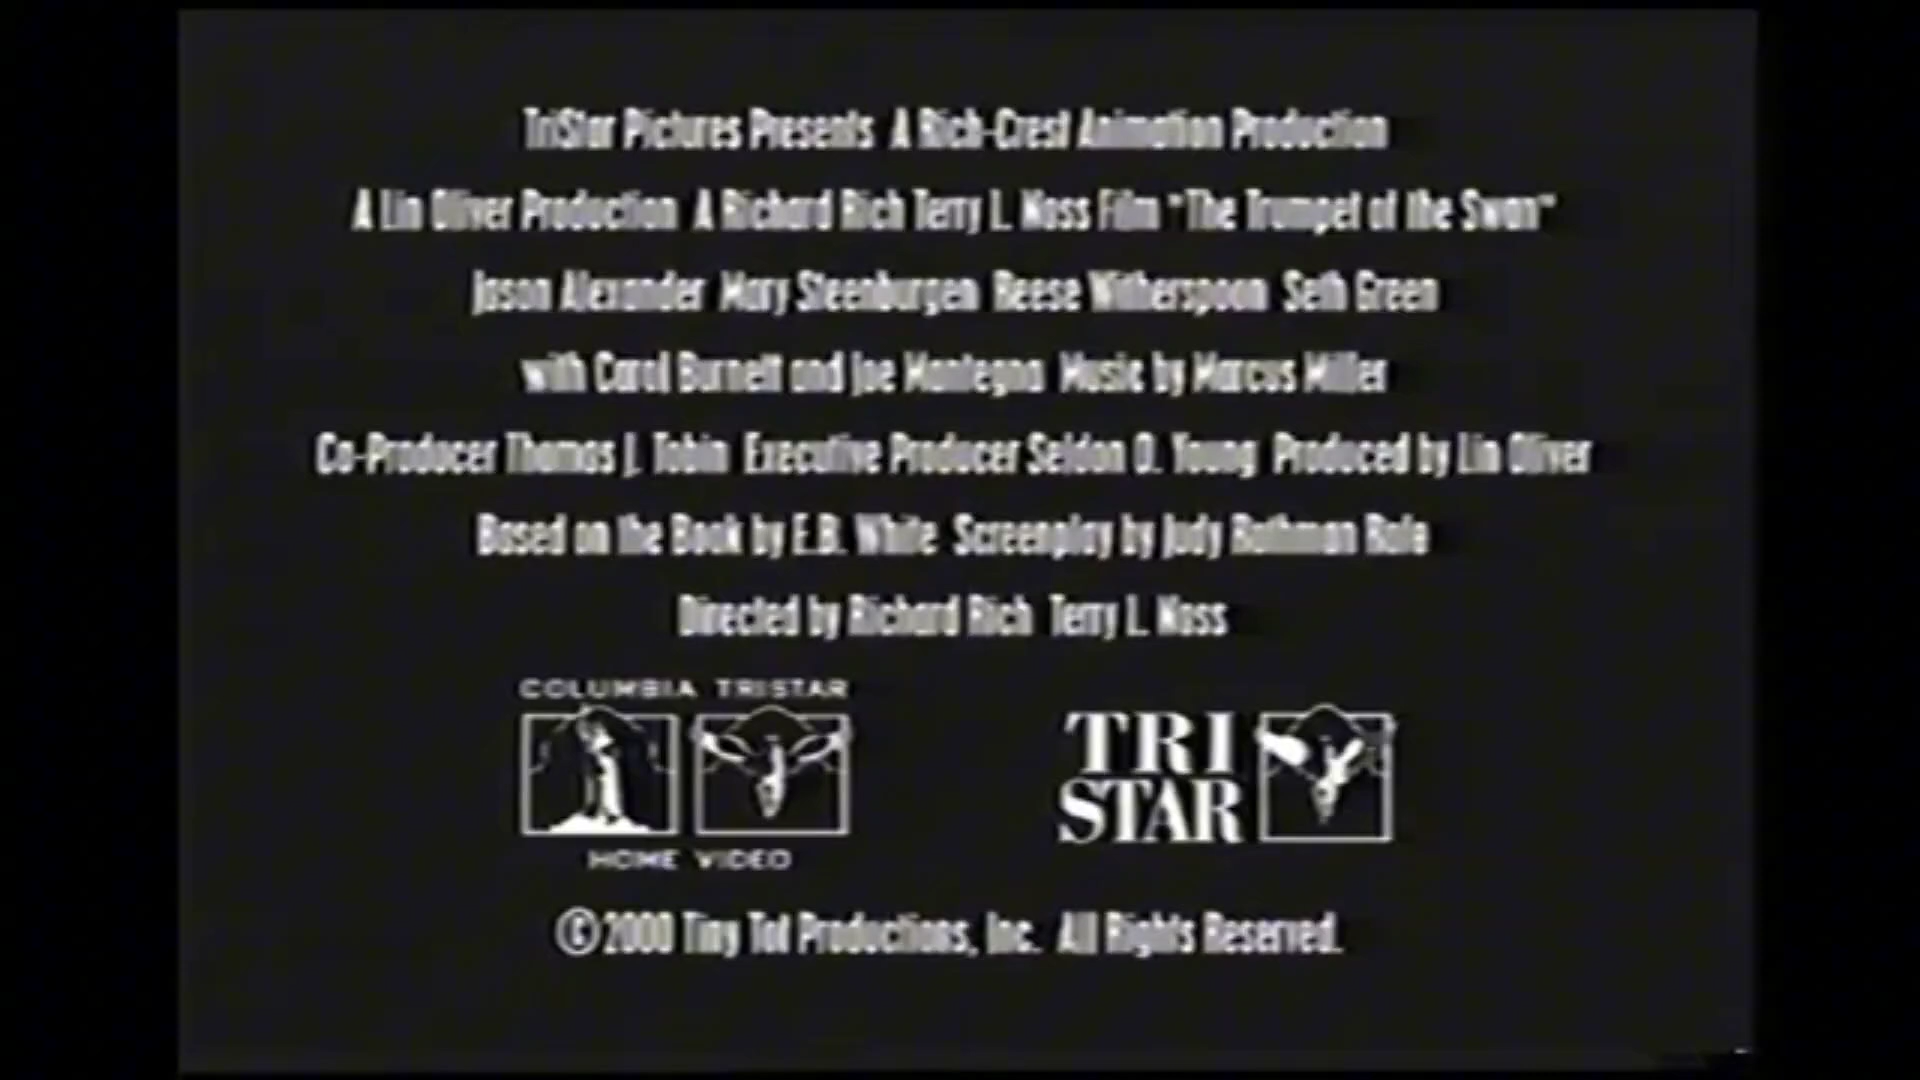 TriStar Pictures Presents A Rich-Crest Animation Production
A Lin Oliver Production A Richard Rich Terry L. Noss Film "The Trumpet of the Swan"
Jason Alexander Mary Steenburgen Reese Witherspoon Seth Green
with Carol Burnett and Joe Mantegna Music by Marcus Miller
Co-Producer Thomas J. Tobin Executive Producer Seldon O. Young Produced by Lin Oliver
Based on the Book by E.B. White Screenplay by Judy Rothman Rofé
Directed by Richard Rich Terry L. Noss
COLUMBIA TRISTAR
HOME VIDEO
TRI
STAR
©2000 Tiny Tot Productions, Inc. All Rights Reserved.